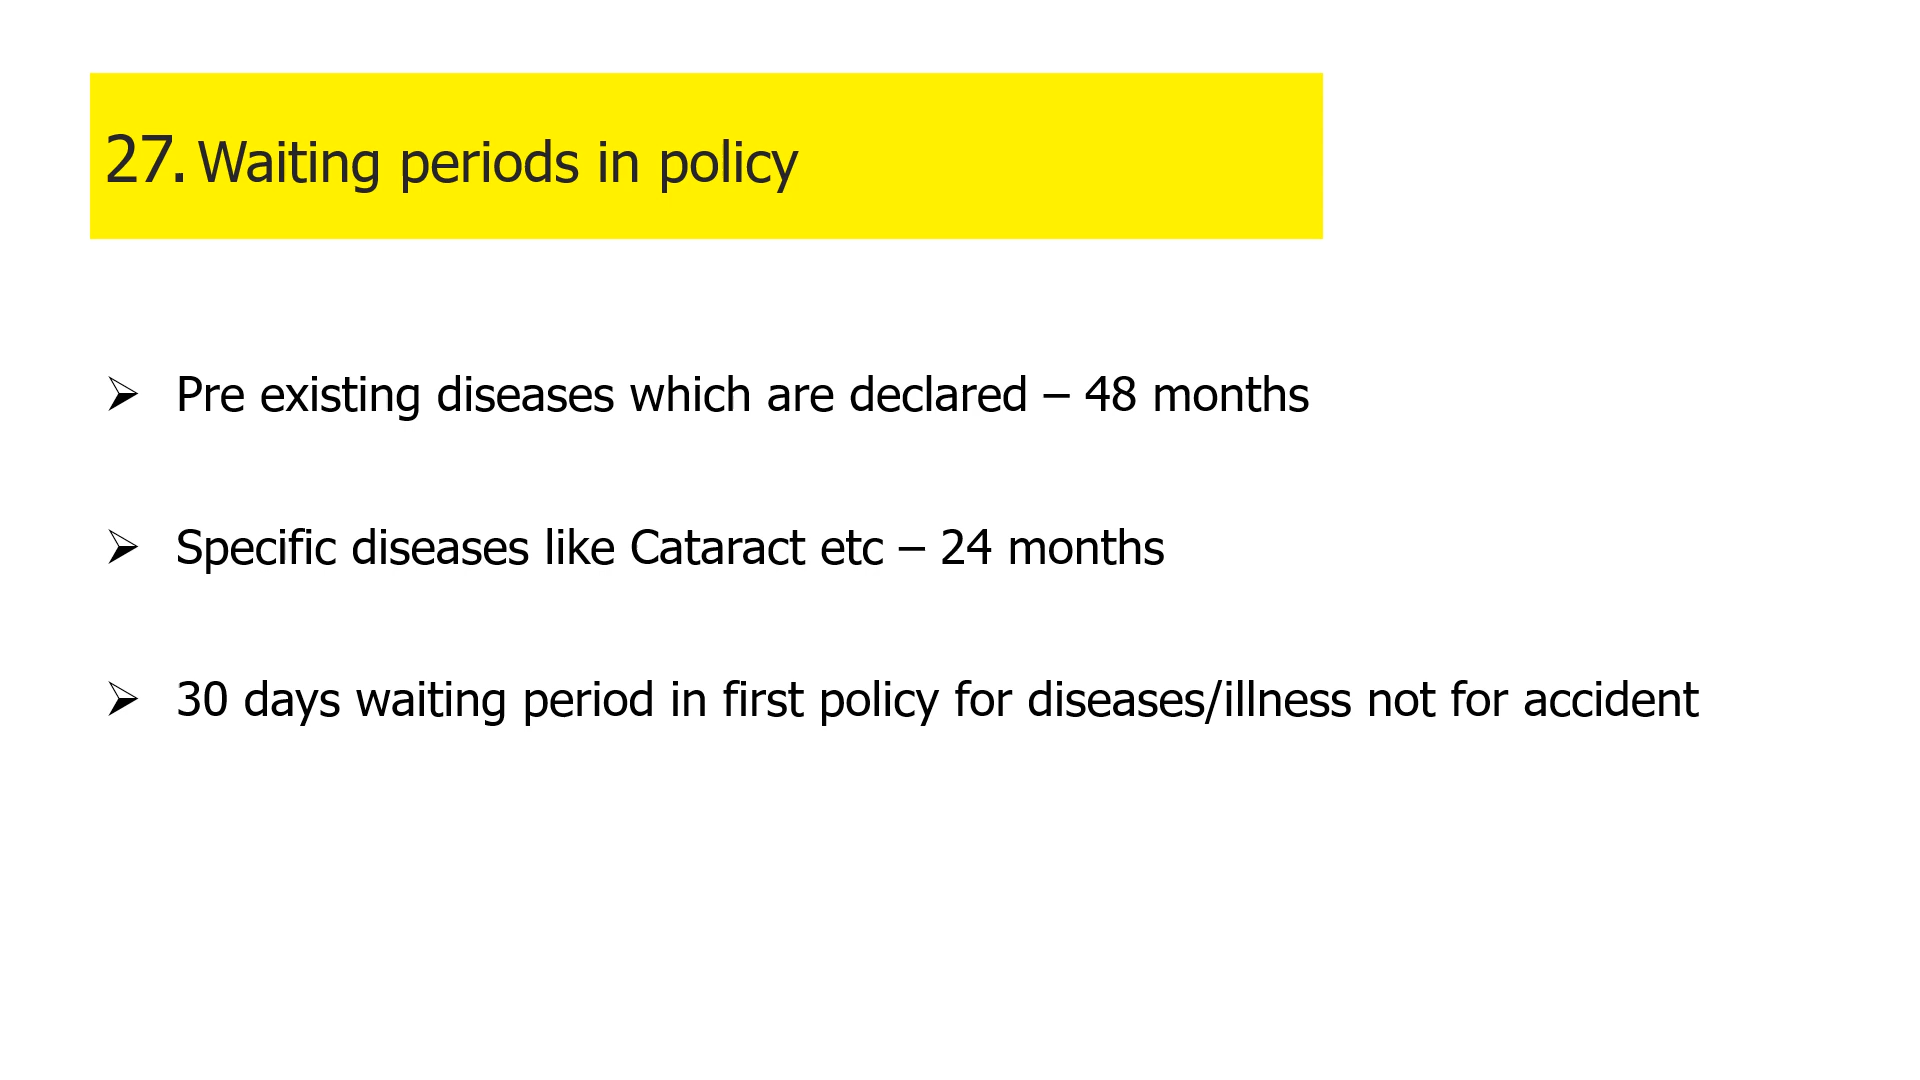 27. Waiting periods in policy
➢ Pre existing diseases which are declared – 48 months
➢ Specific diseases like Cataract etc – 24 months
➢ 30 days waiting period in first policy for diseases/illness not for accident